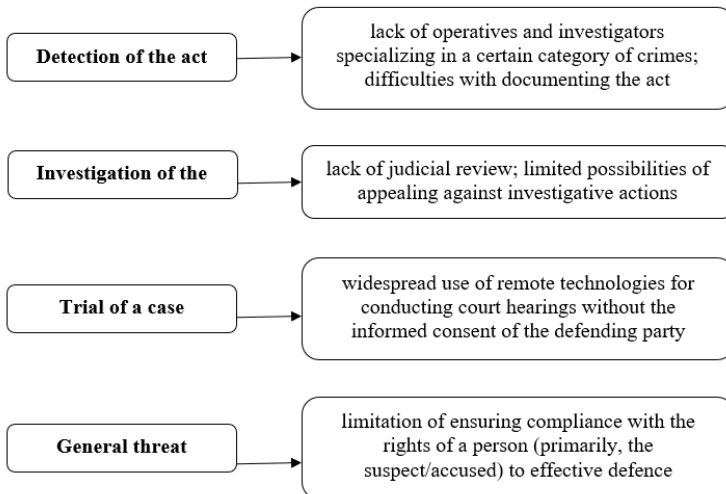 Detection of the act
lack of operatives and investigators
specializing in a certain category of crimes;
difficulties with documenting the act
Investigation of the
lack of judicial review; limited possibilities of
appealing against investigative actions
Trial of a case
widespread use of remote technologies for
conducting court hearings without the
informed consent of the defending party
General threat
limitation of ensuring compliance with the
rights of a person (primarily, the
suspect/accused) to effective defence